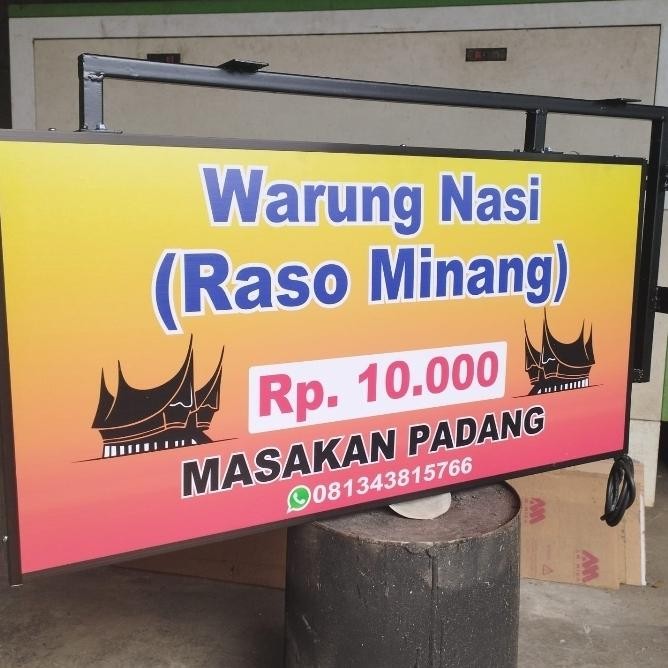 Warung Nasi
(Raso Minang)
Rp. 10.000
MASAKAN PADANG
081343815766